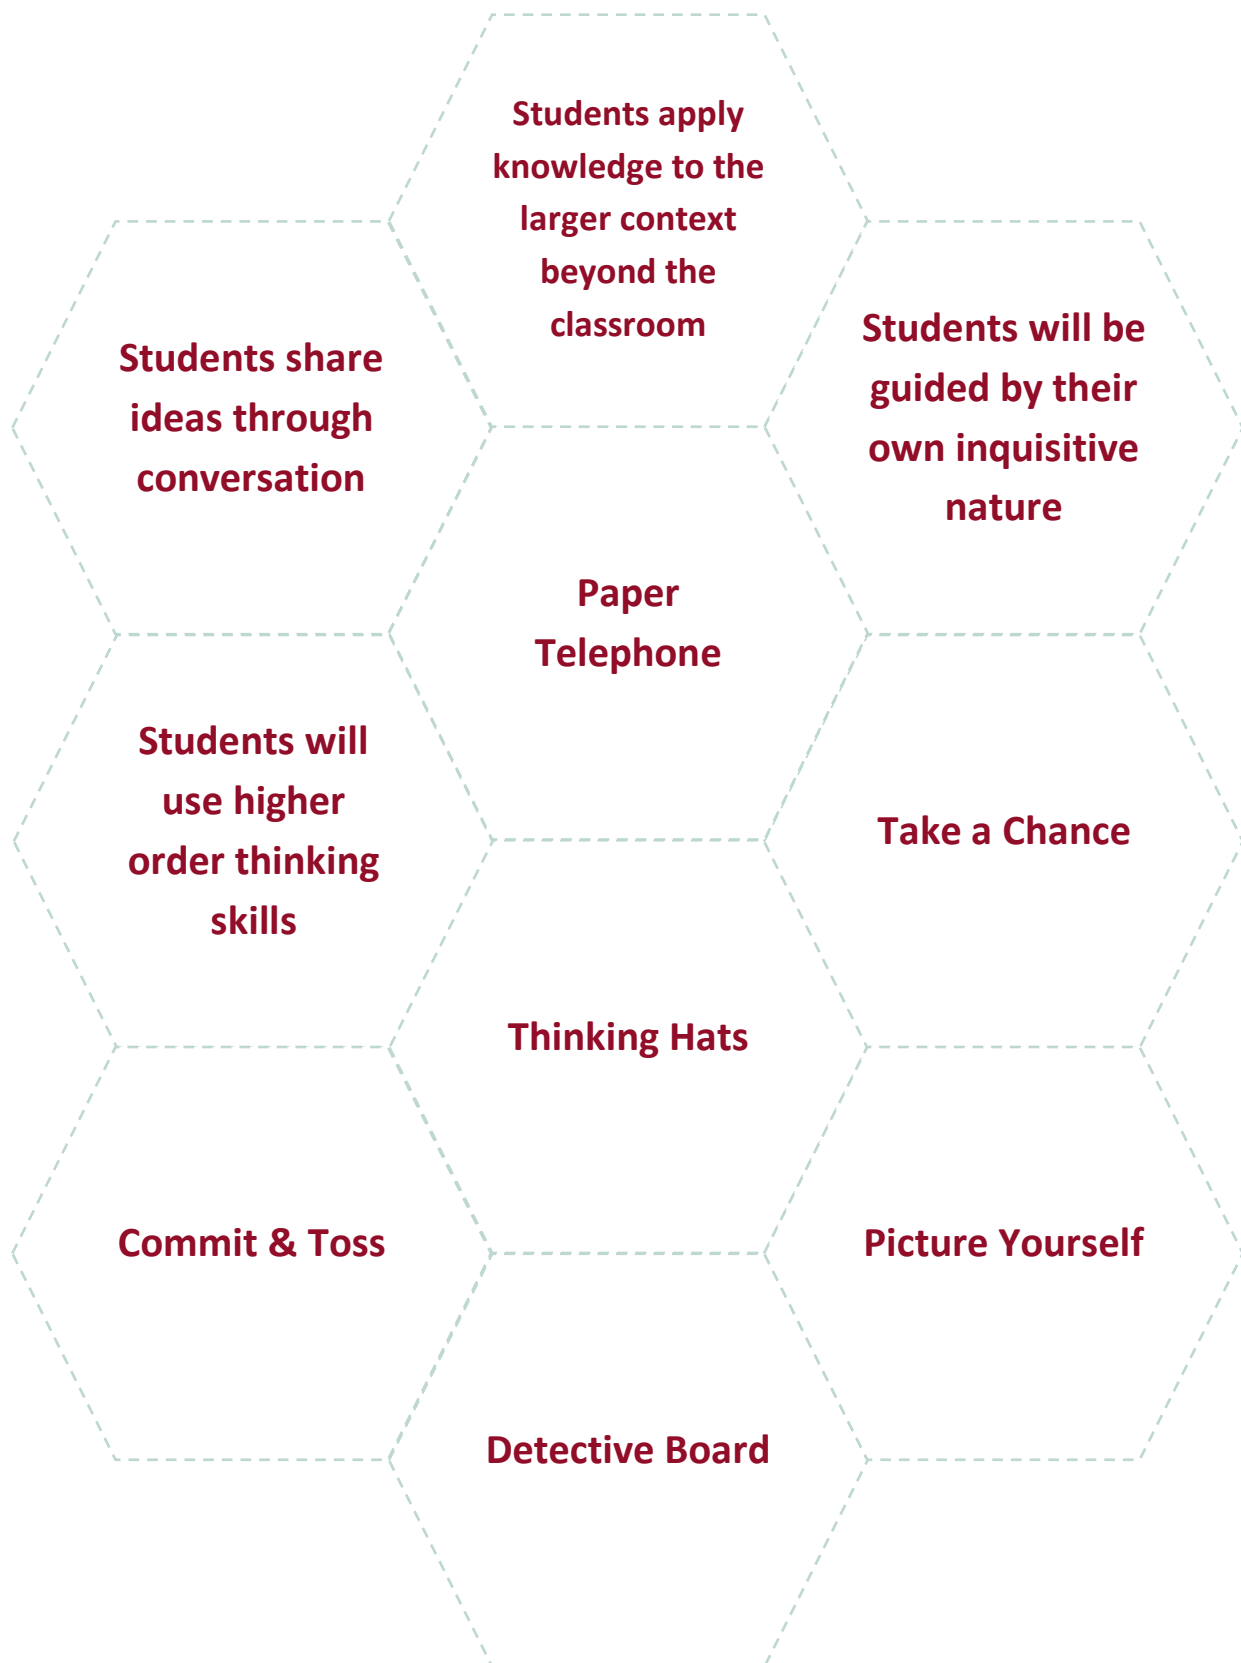 Students apply
knowledge to the
larger context
beyond the
classroom
Students share
ideas through
conversation
Students will be
guided by their
own inquisitive
nature
Paper
Telephone
Students will
use higher
order thinking
skills
Take a Chance
Thinking Hats
Commit & Toss
Picture Yourself
Detective Board